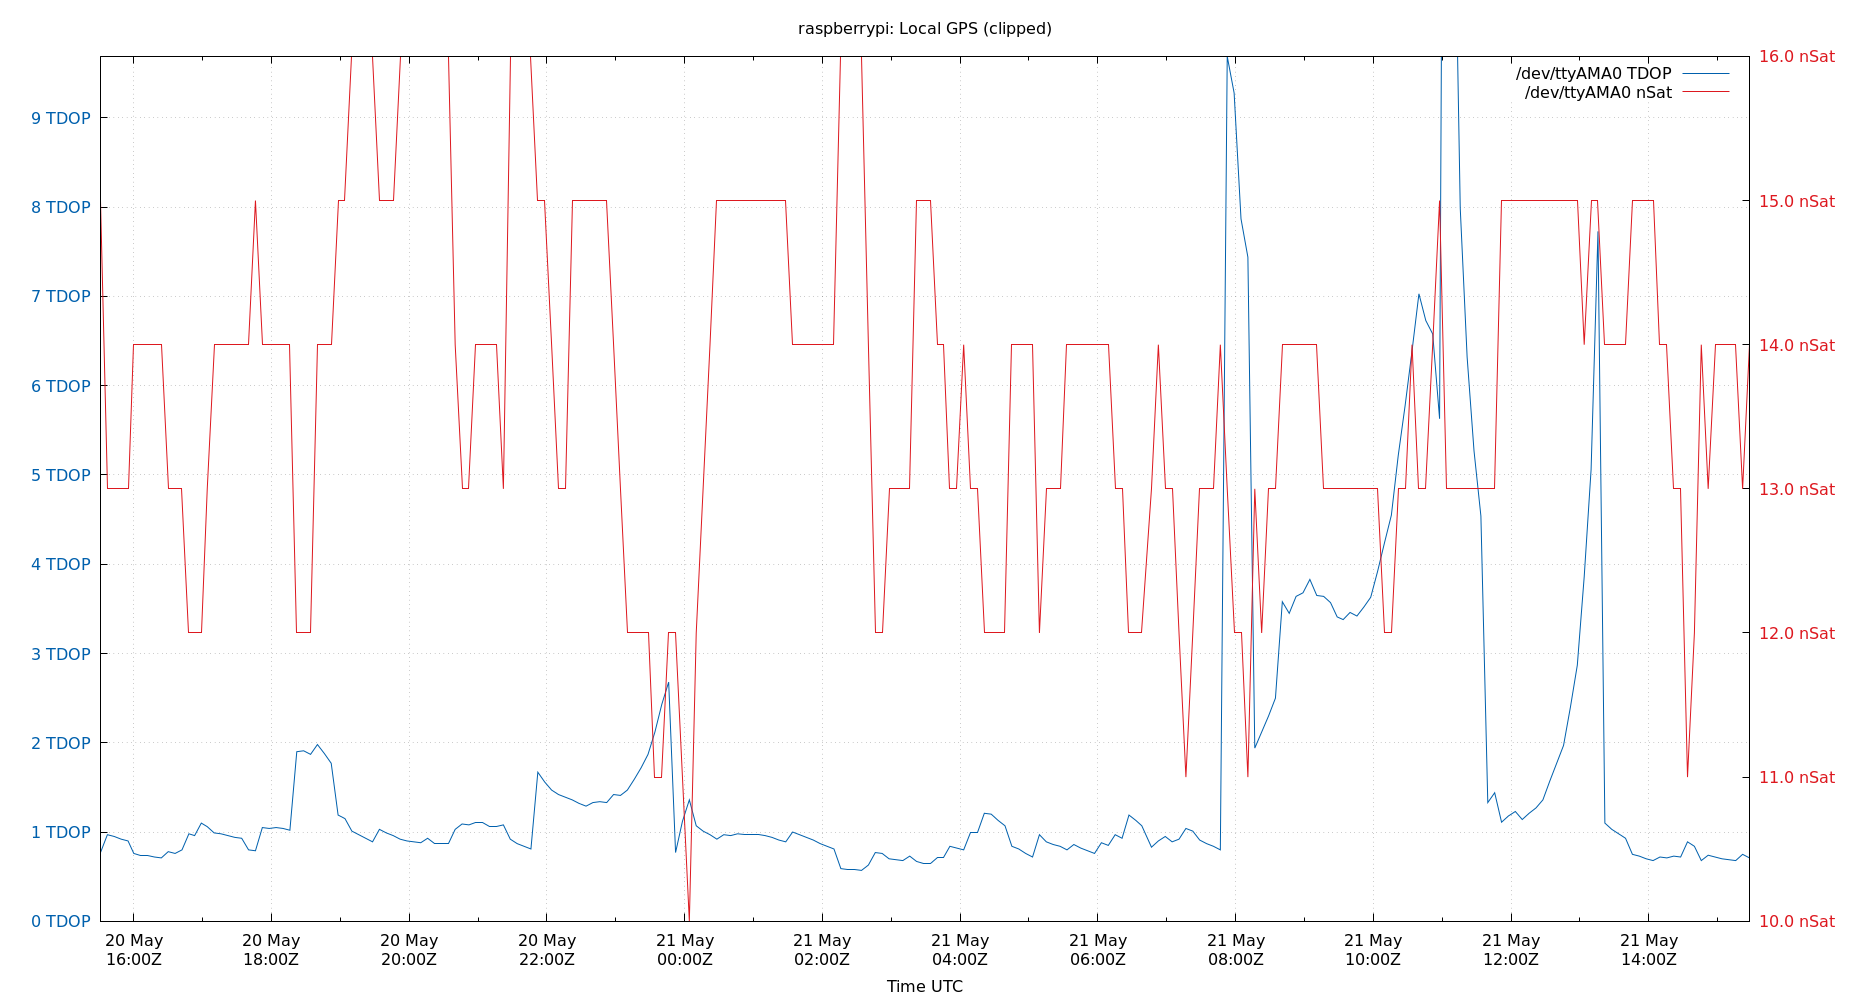 raspberrypi: Local GPS (clipped)
/dev/ttyAMA0 TDOP
/dev/ttyAMA0 nSat
9 TDOP
8 TDOP
7 TDOP
6 TDOP
5 TDOP
4 TDOP
3 TDOP
2 TDOP
1 TDOP
0 TDOP
16.0 nSat
15.0 nSat
14.0 nSat
13.0 nSat
12.0 nSat
11.0 nSat
10.0 nSat
20 May 20 May 20 May 20 May 21 May 21 May 21 May 21 May 21 May 21 May 21 May 21 May
16:00Z 18:00Z 20:00Z 22:00Z 00:00Z 02:00Z 04:00Z 06:00Z 08:00Z 10:00Z 12:00Z 14:00Z
Time UTC